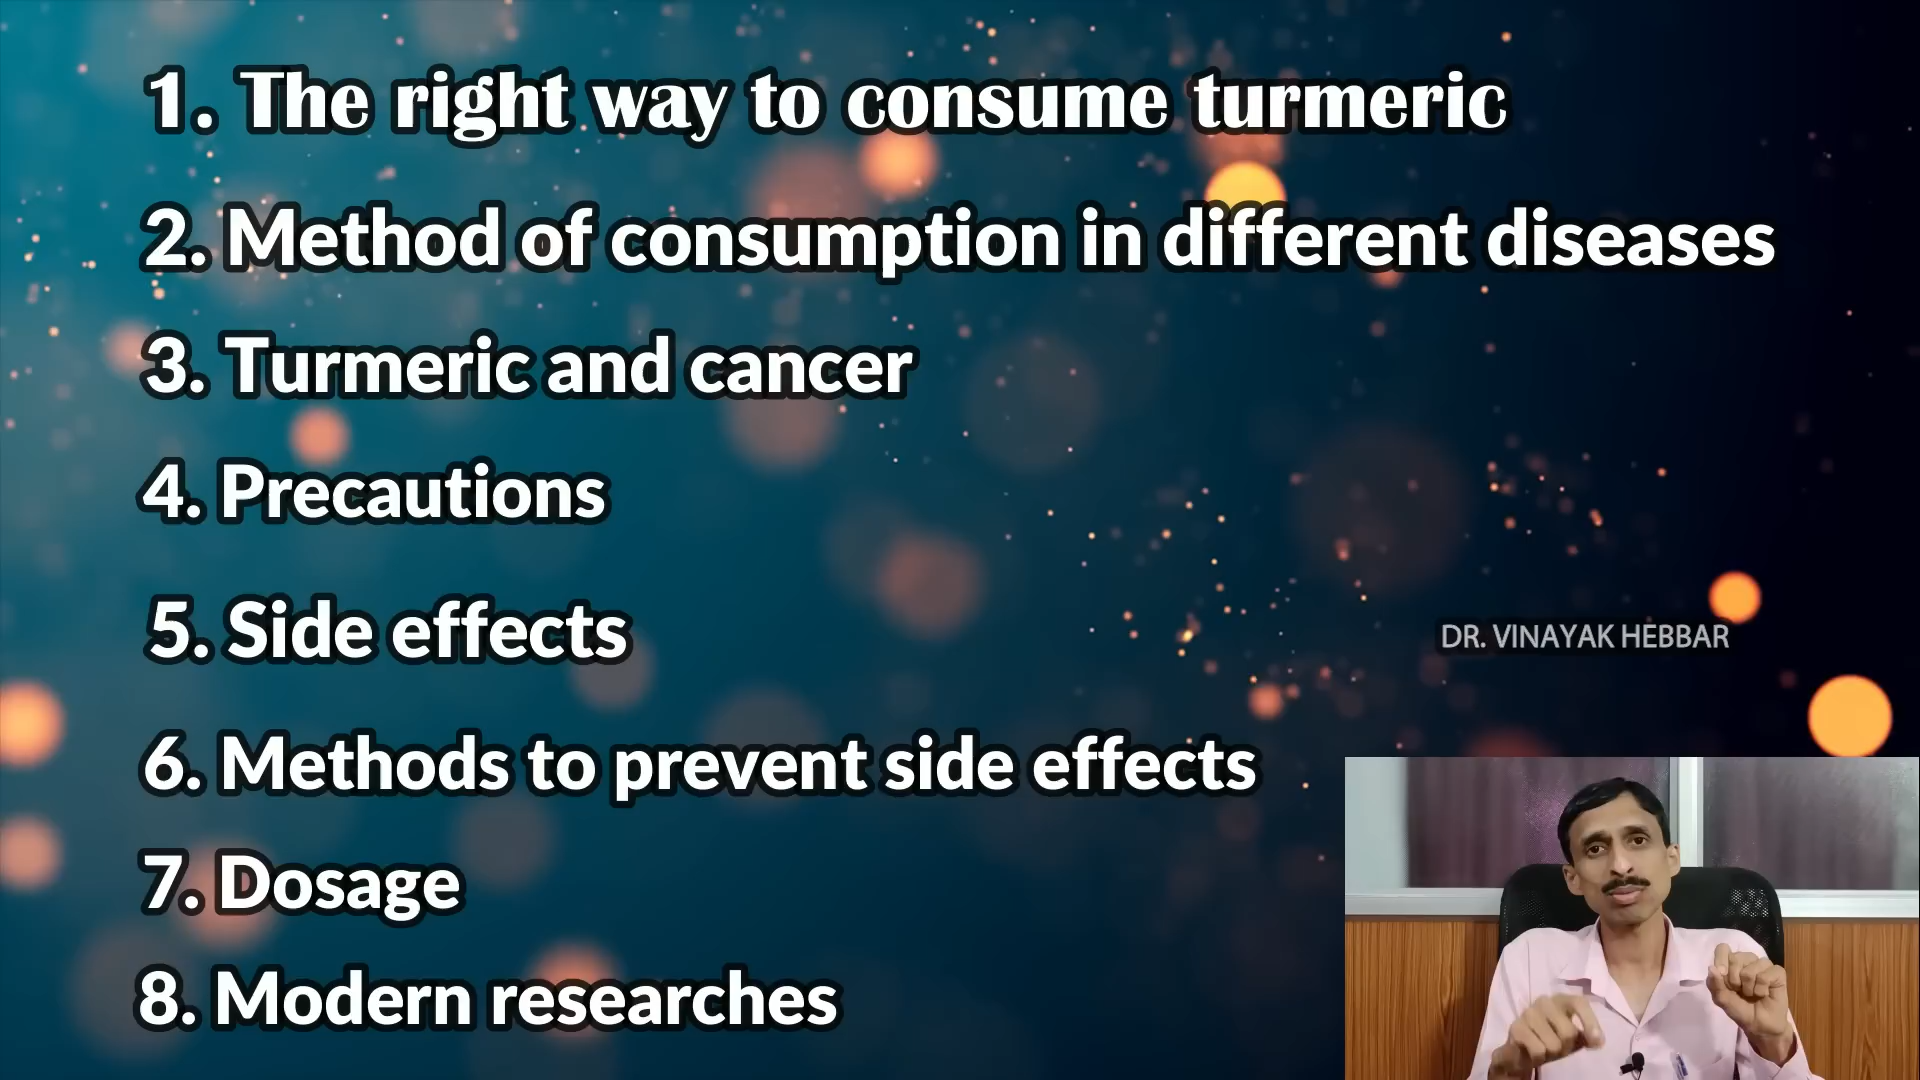 1. The right way to consume turmeric
2. Method of consumption in different diseases
3. Turmeric and cancer
4. Precautions
5. Side effects
DR. VINAYAK HEBBAR
6. Methods to prevent side effects
7. Dosage
8. Modern researches